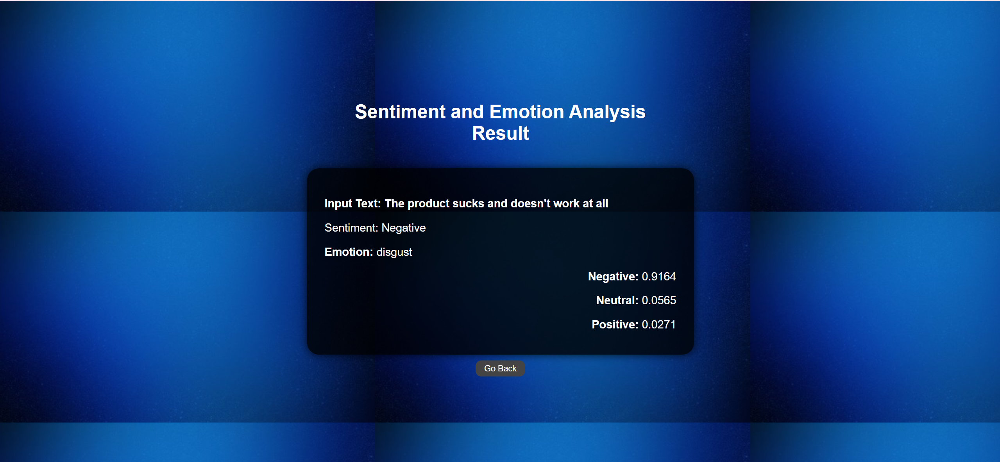 Sentiment and Emotion Analysis
Result
Input Text: The product sucks and doesn't work at all
Sentiment: Negative
Emotion: disgust
Negative: 0.9164
Neutral: 0.0565
Positive: 0.0271
Go Back